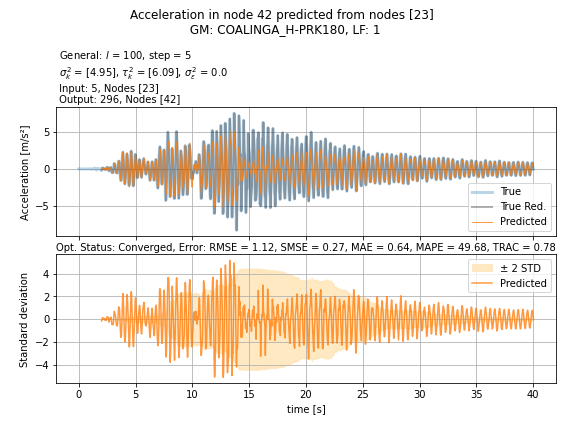 Acceleration in node 42 predicted from nodes [23]
GM: COALINGA_H-PRK180, LF: 1
General: l = 100, step = 5
σ²ₖ = [4.95], τ²ₖ = [6.09], σ²ₑ = 0.0
Input: 5, Nodes [23]
Output: 296, Nodes [42]
Acceleration [m/s²]
5
0
−5
True
True Red.
Predicted
Opt. Status: Converged, Error: RMSE = 1.12, SMSE = 0.27, MAE = 0.64, MAPE = 49.68, TRAC = 0.78
Standard deviation
4
2
0
−2
−4
± 2 STD
Predicted
0 5 10 15 20 25 30 35 40
time [s]